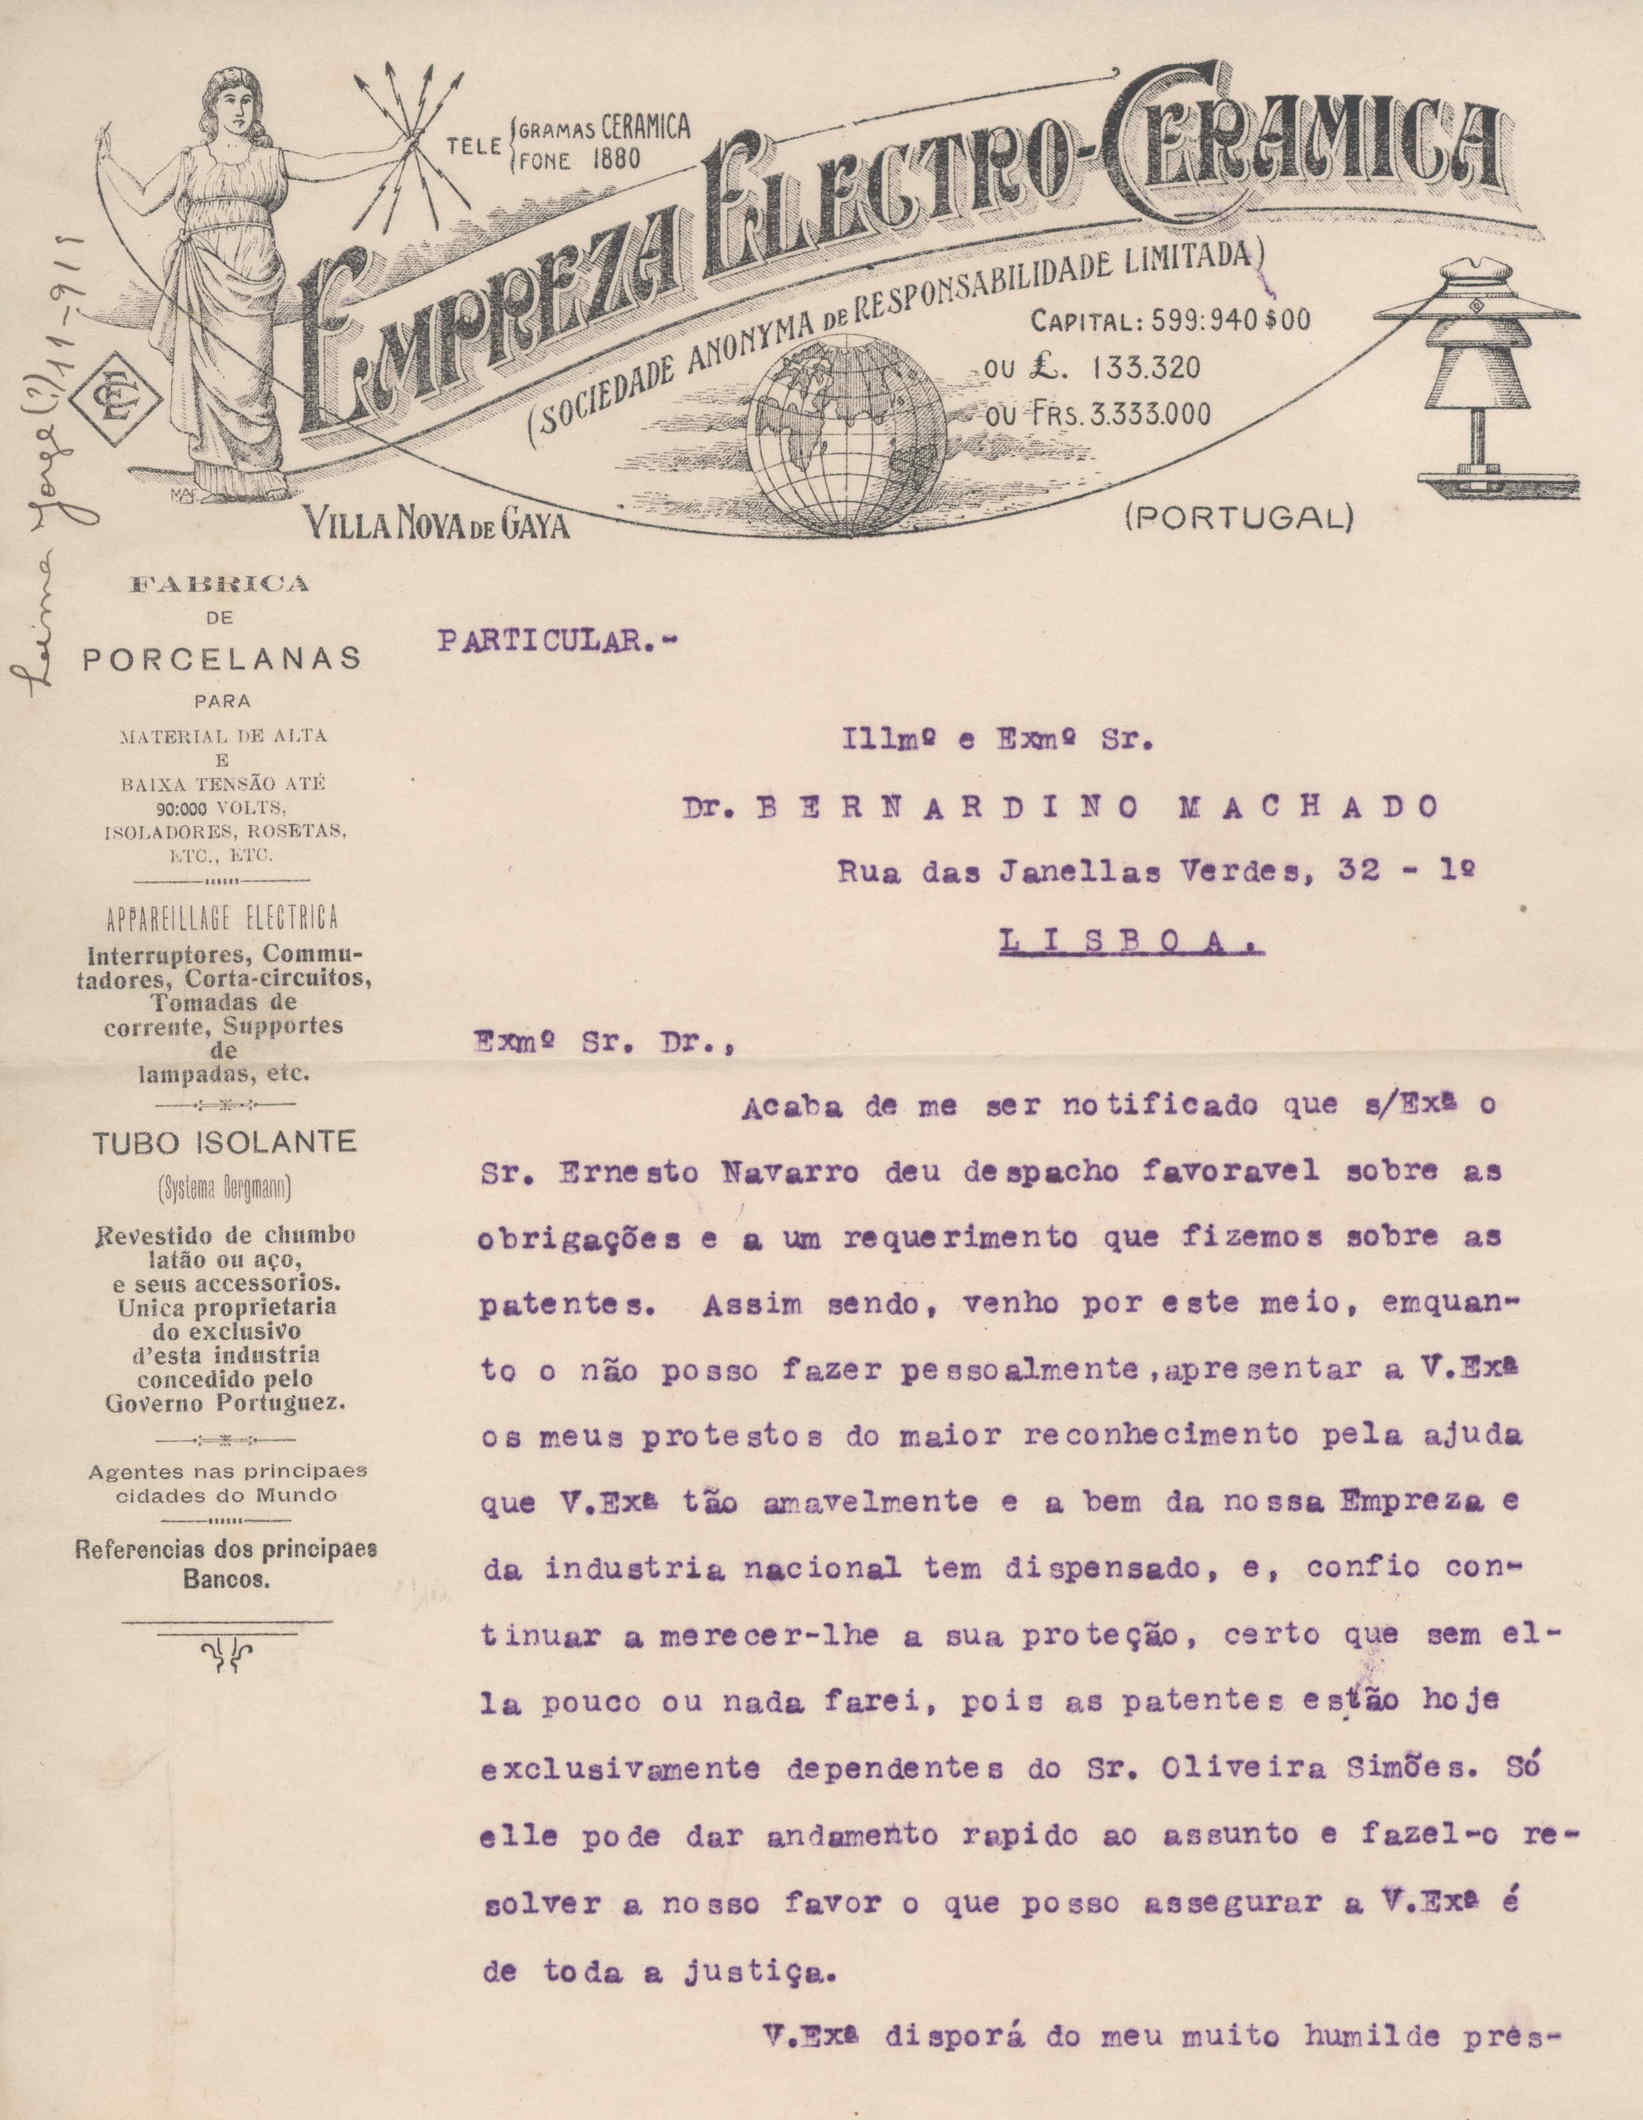 TELE GRAMAS CERAMICA
FONE 1880
EMPREZA ELECTRO-CERAMICA
(SOCIEDADE ANONYMA DE RESPONSABILIDADE LIMITADA)
CAPITAL: 599:940$00
OU £. 133.320
OU FRS. 3.333.000
VILLA NOVA DE GAYA
(PORTUGAL)
Jorge (?) 11-911
FABRICA
DE
PORCELANAS
PARA
MATERIAL DE ALTA
E
BAIXA TENSÃO ATÉ
90:000 VOLTS,
ISOLADORES, ROSETAS,
ETC., ETC.
APPAREILLAGE ELECTRICA
Interruptores, Commu-
tadores, Corta-circuitos,
Tomadas de
corrente, Supportes
de
lampadas, etc.
TUBO ISOLANTE
(Systema Bergmann)
Revestido de chumbo
latão ou aço,
e seus accessorios.
Unica proprietaria
do exclusivo
d'esta industria
concedido pelo
Governo Portuguez.
Agentes nas principaes
cidades do Mundo
Referencias dos principaes
Bancos.
PARTICULAR.-
Illmº e Exmº Sr.
Dr. BERNARDINO MACHADO
Rua das Janellas Verdes, 32 - 1º
LISBOA.
Exmº Sr. Dr.,
Acaba de me ser notificado que s/Exª o
Sr. Ernesto Navarro deu despacho favoravel sobre as
obrigações e a um requerimento que fizemos sobre as
patentes. Assim sendo, venho por este meio, emquan-
to o não posso fazer pessoalmente,apresentar a V.Exª
os meus protestos do maior reconhecimento pela ajuda
que V.Exª tão amavelmente e a bem da nossa Empreza e
da industria nacional tem dispensado, e, confio con-
tinuar a merecer-lhe a sua proteção, certo que sem el-
la pouco ou nada farei, pois as patentes estão hoje
exclusivamente dependentes do Sr. Oliveira Simões. Só
elle pode dar andamento rapido ao assunto e fazel-o re-
solver a nosso favor o que posso assegurar a V.Exª é
de toda a justiça.
V.Exª disporá do meu muito humilde prés-